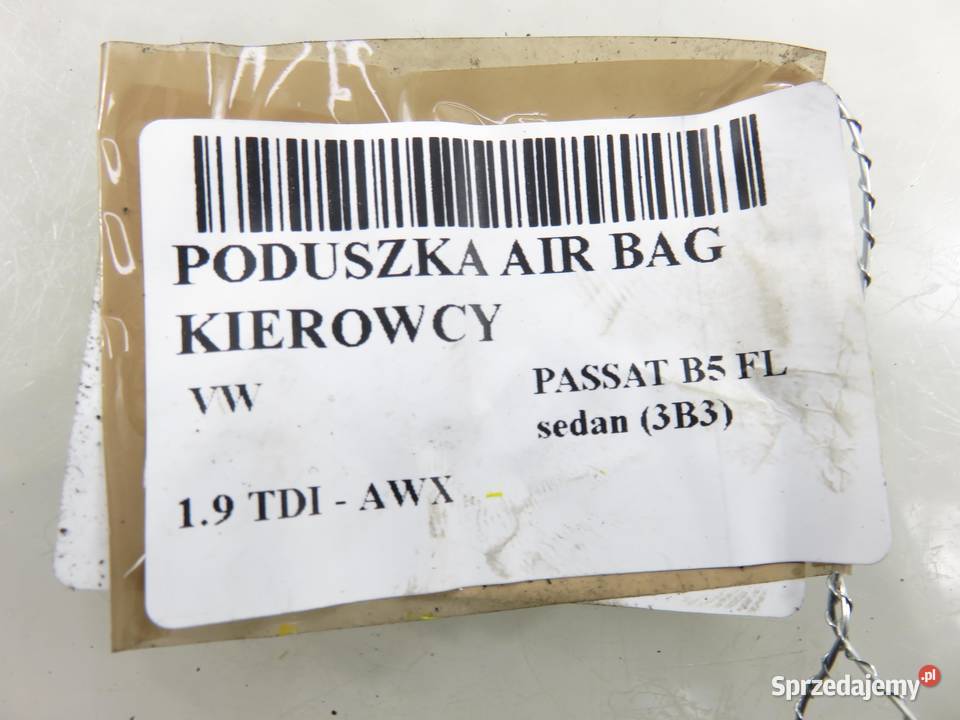 PODUSZKA AIR BAG
KIEROWCY
VW
PASSAT B5 FL
sedan (3B3)
1.9 TDI - AWX -
Sprzedajemy.pl